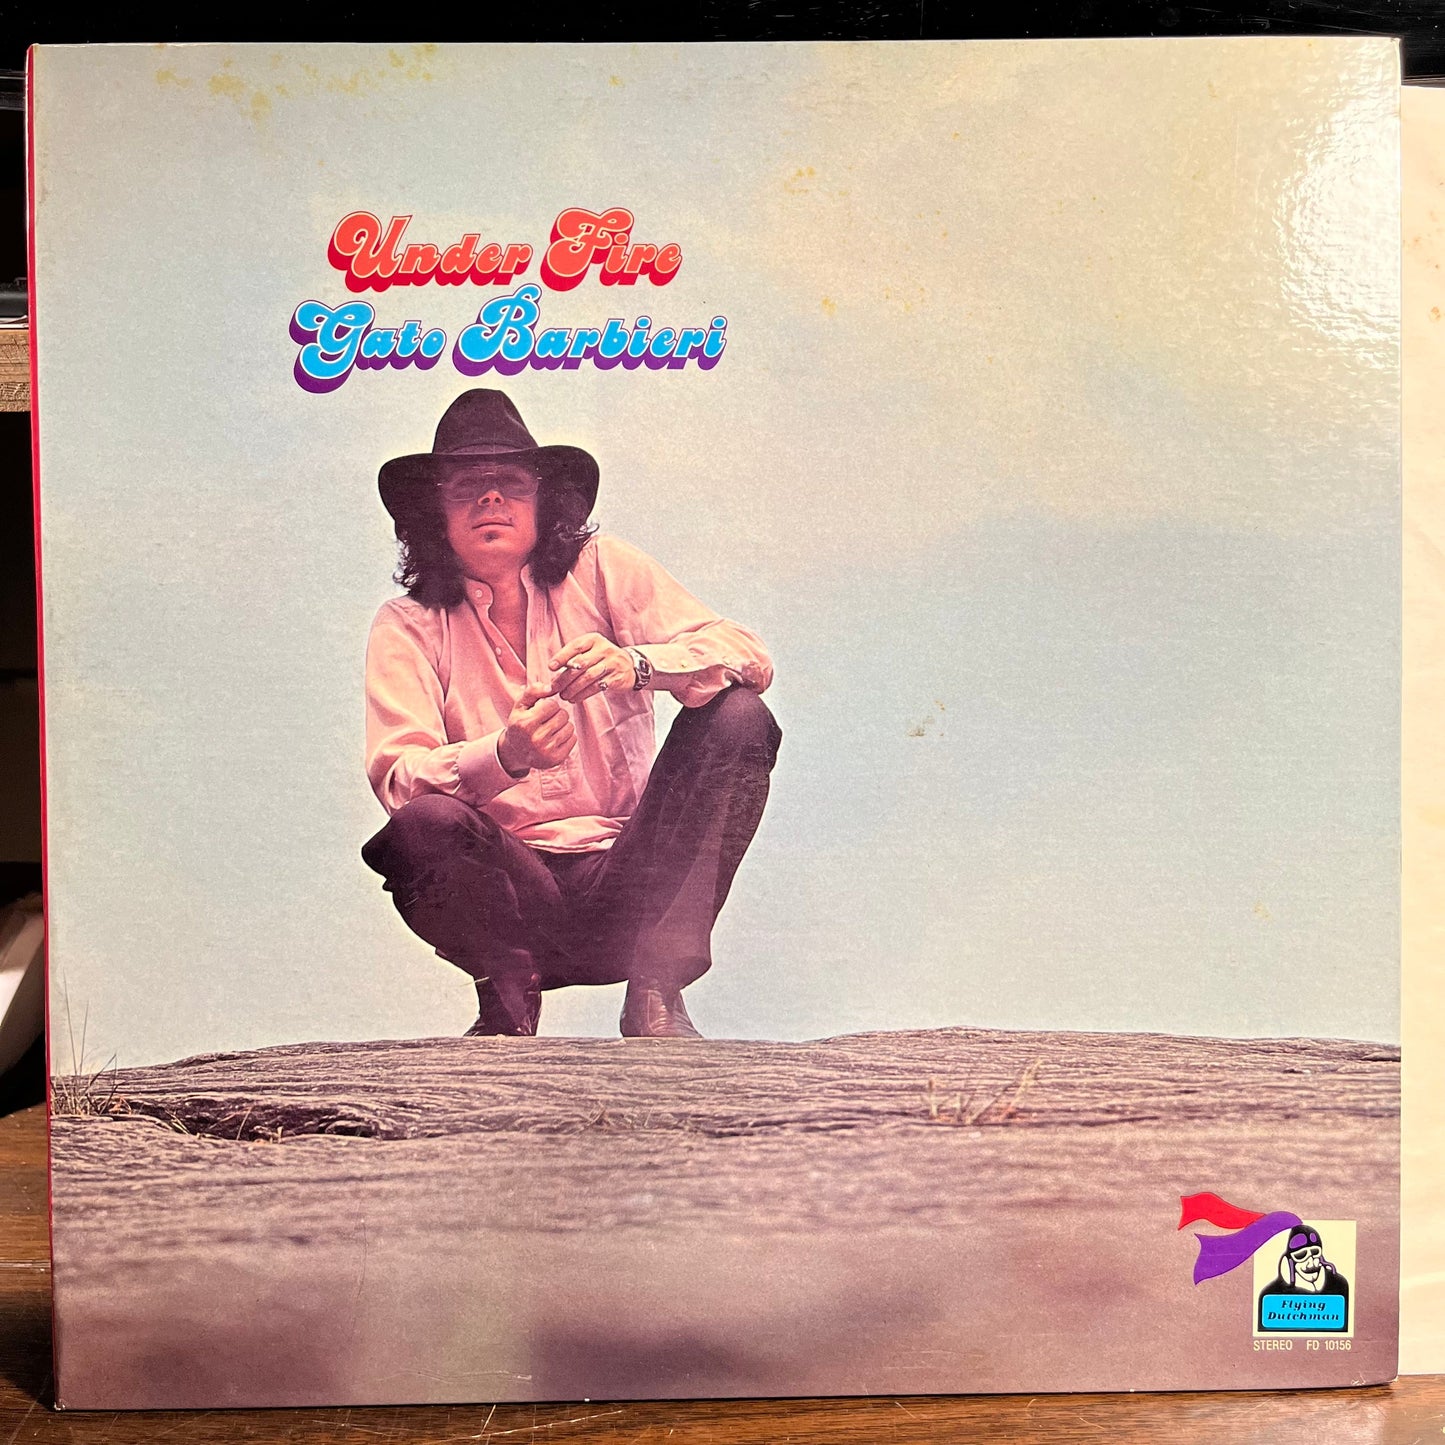 Under Fire
Gato Barbieri
Flying
Dutchman
STEREO FD 10156